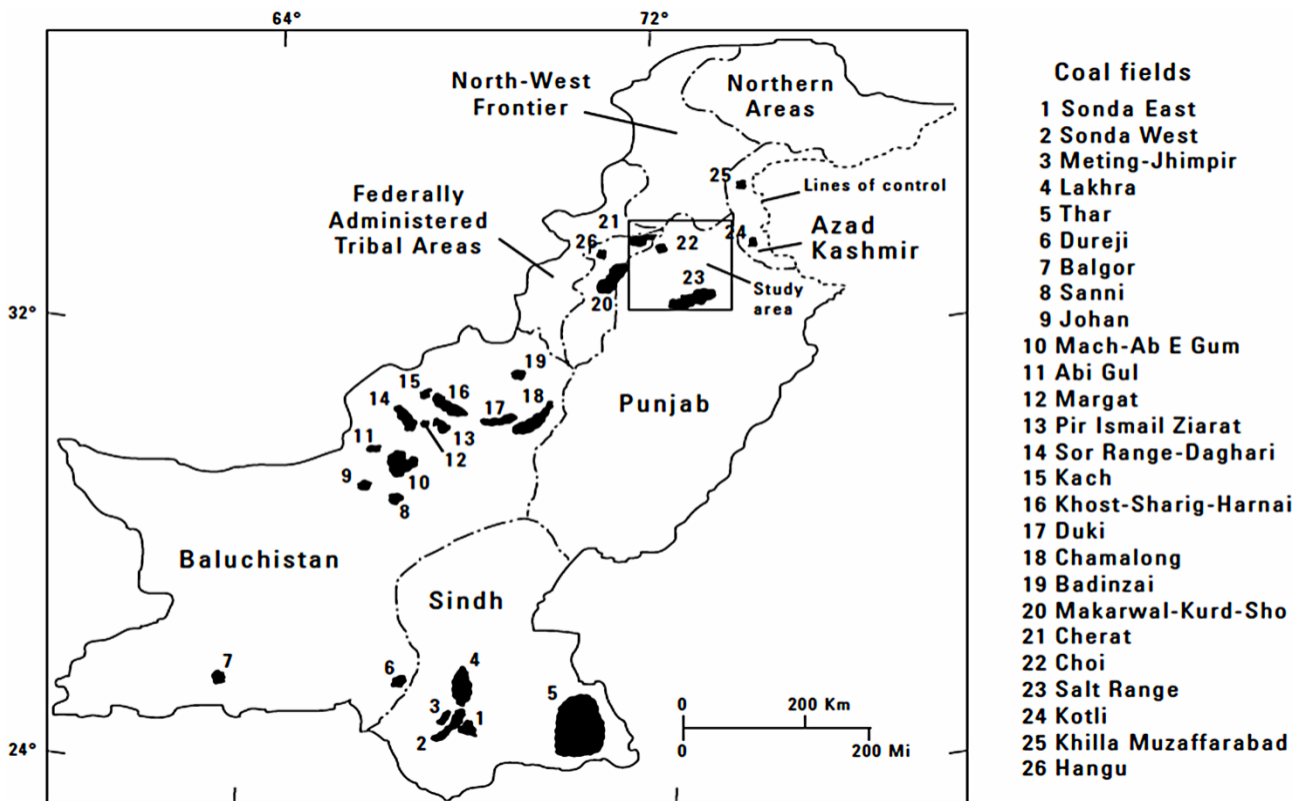 64°
72°
North-West
Frontier
Northern
Areas
25
Lines of control
Federally
Administered
Tribal Areas
21
26
22
24
Azad
Kashmir
20
23
Study
area
32°
19
15
16
14
17
18
Punjab
11
13
12
9
10
8
Baluchistan
Sindh
7
6
4
5
3
1
2
0
200 Km
0
200 Mi
24°
Coal fields
1 Sonda East
2 Sonda West
3 Meting-Jhimpir
4 Lakhra
5 Thar
6 Dureji
7 Balgor
8 Sanni
9 Johan
10 Mach-Ab E Gum
11 Abi Gul
12 Margat
13 Pir Ismail Ziarat
14 Sor Range-Daghari
15 Kach
16 Khost-Sharig-Harnai
17 Duki
18 Chamalong
19 Badinzai
20 Makarwal-Kurd-Sho
21 Cherat
22 Choi
23 Salt Range
24 Kotli
25 Khilla Muzaffarabad
26 Hangu